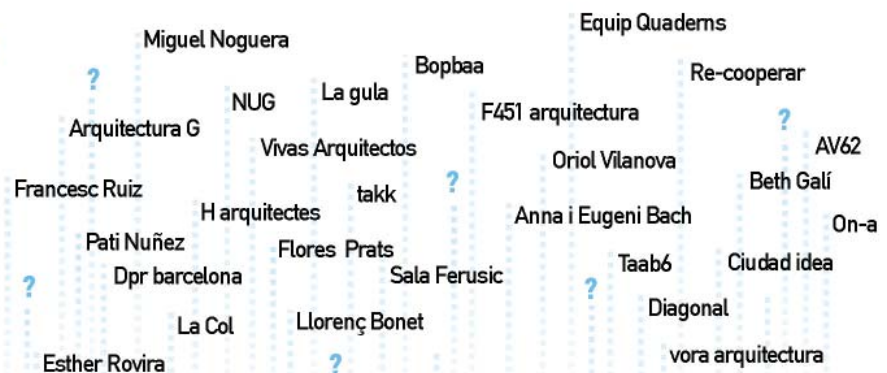 Equip Quaderns
Miguel Noguera
Bopbaa
Re-cooperar
?
La gula
NUG
F451 arquitectura
?
Arquitectura G
Vivas Arquitectos
AV62
Oriol Vilanova
?
Beth Galí
Francesc Ruiz
takk
H arquitectes
Anna i Eugeni Bach
On-a
Pati Nuñez
Flores Prats
Taab6
Ciudad idea
Dpr barcelona
Sala Ferusic
?
?
Diagonal
La Col
Llorenç Bonet
vora arquitectura
Esther Rovira
?